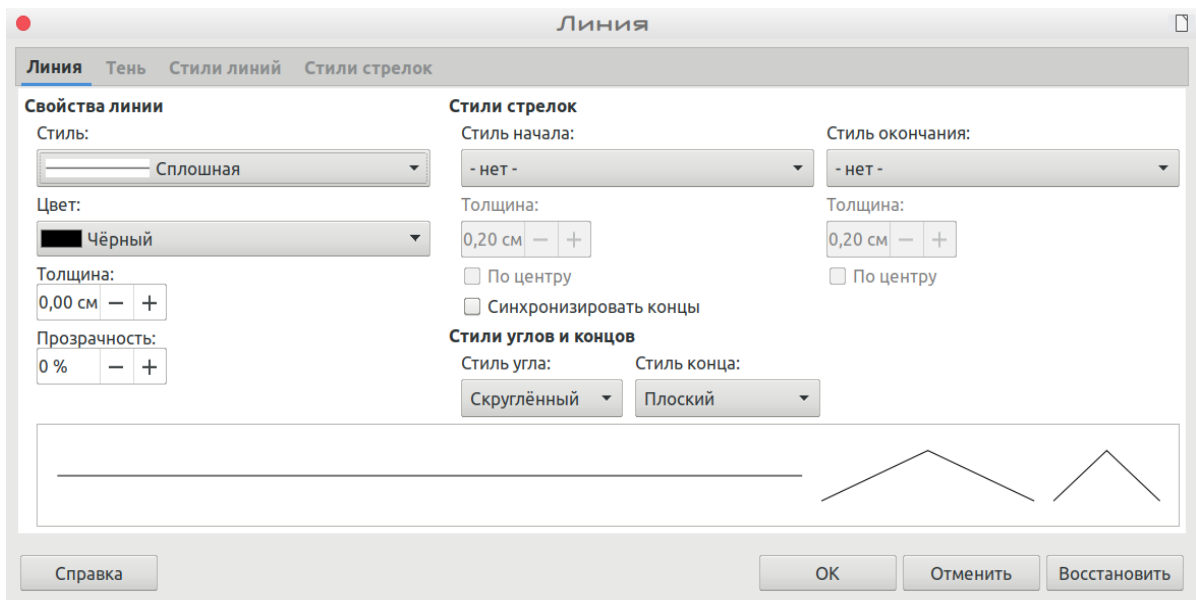 Линия
Линия Тень Стили линий Стили стрелок
Свойства линии
Стиль:
Сплошная
Цвет:
Чёрный
Толщина:
0,00 см − +
Прозрачность:
0 % − +
Стили стрелок
Стиль начала:
- нет -
Толщина:
0,20 см − +
По центру
Синхронизировать концы
Стиль окончания:
- нет -
Толщина:
0,20 см − +
По центру
Стили углов и концов
Стиль угла:
Скруглённый
Стиль конца:
Плоский
Справка
ОК
Отменить
Восстановить